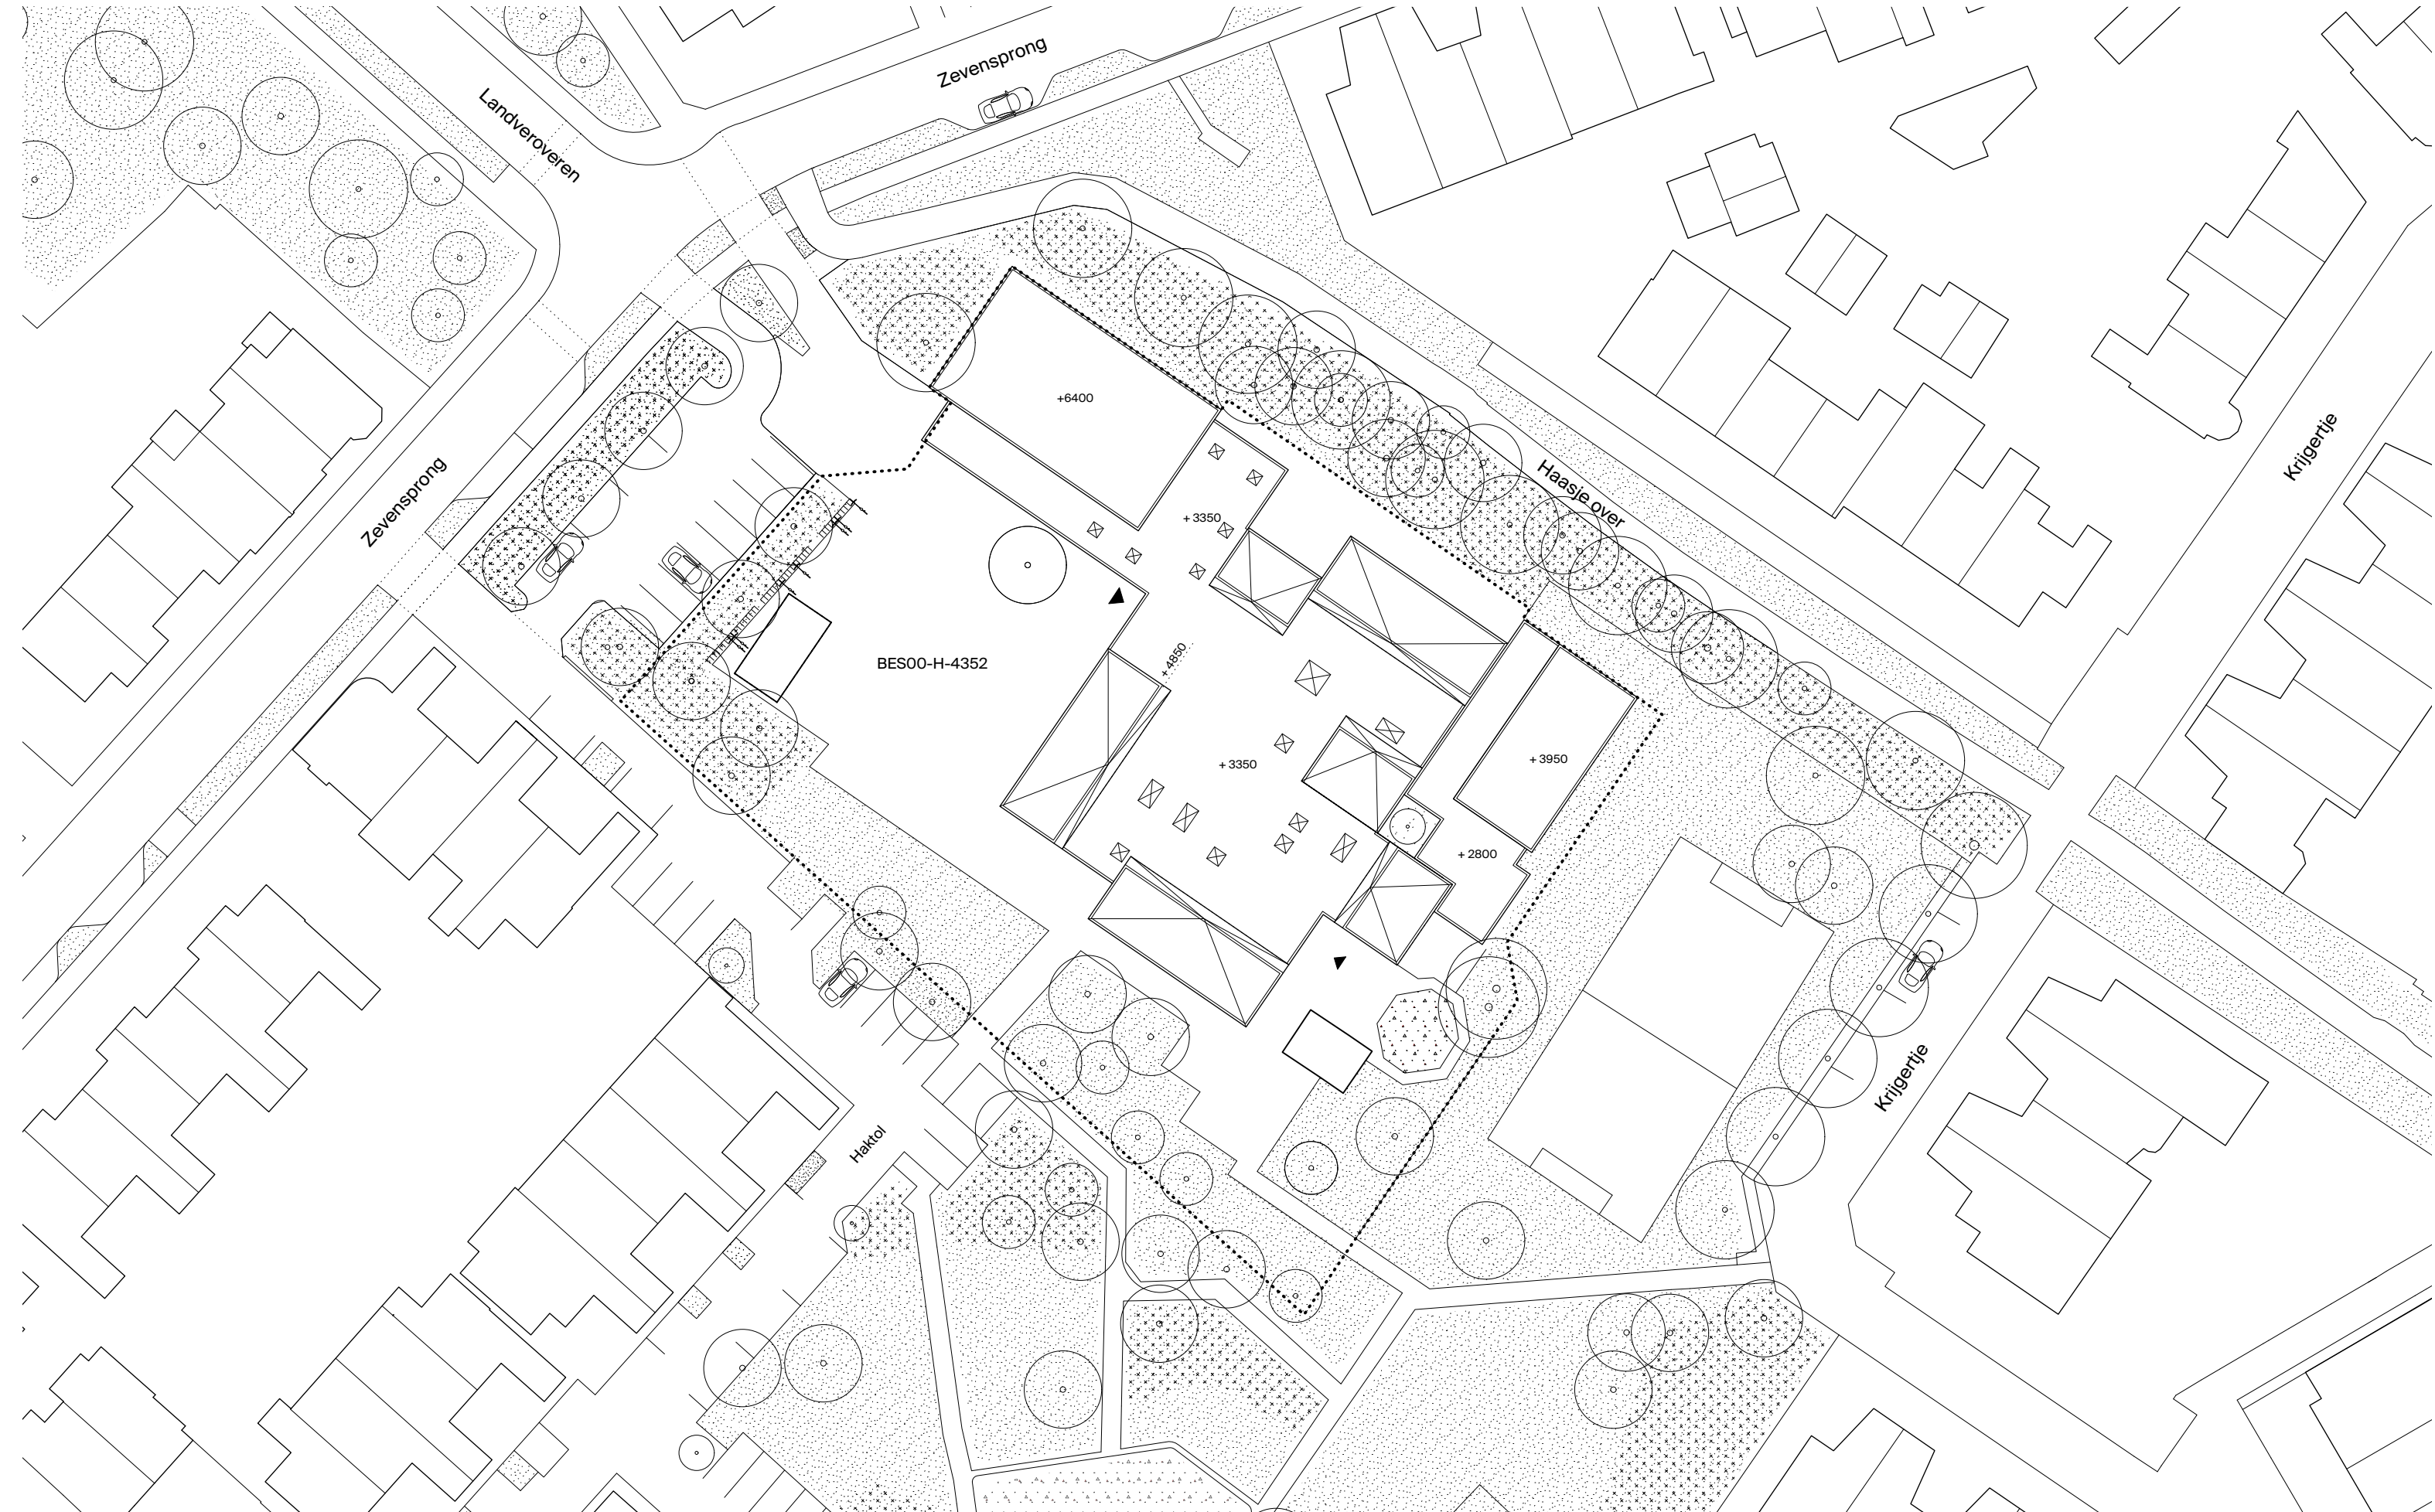 Zevensprong
Landveroveren
+6400
Zevensprong
Haasje over
Krijgertje
+ 3350
BES00-H-4352
+ 4850
+ 3350
+ 3950
+ 2800
Krijgertje
Haktol